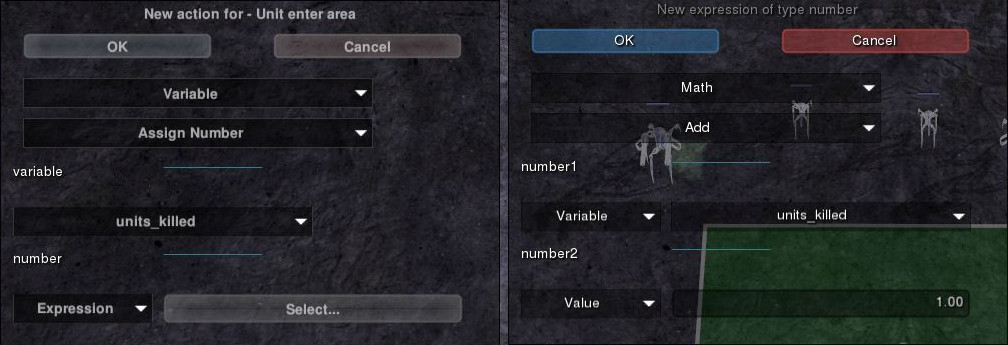 New action for - Unit enter area
OK
Cancel
Variable
Assign Number
variable
units_killed
number
Expression
Select...
New expression of type number
OK
Cancel
Math
Add
number1
Variable
units_killed
number2
Value
1.00